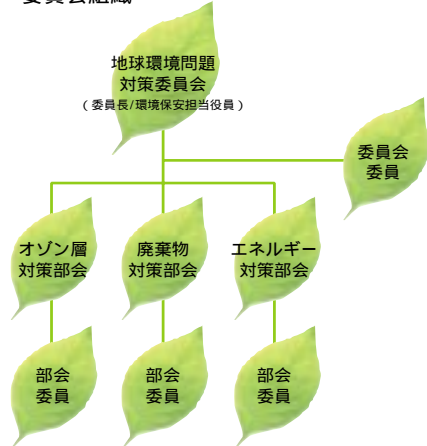 委員会組織
地球環境問題
対策委員会
(委員長/環境保安担当役員)
委員会
委員
オゾン層
対策部会
廃棄物
対策部会
エネルギー
対策部会
部会
委員
部会
委員
部会
委員